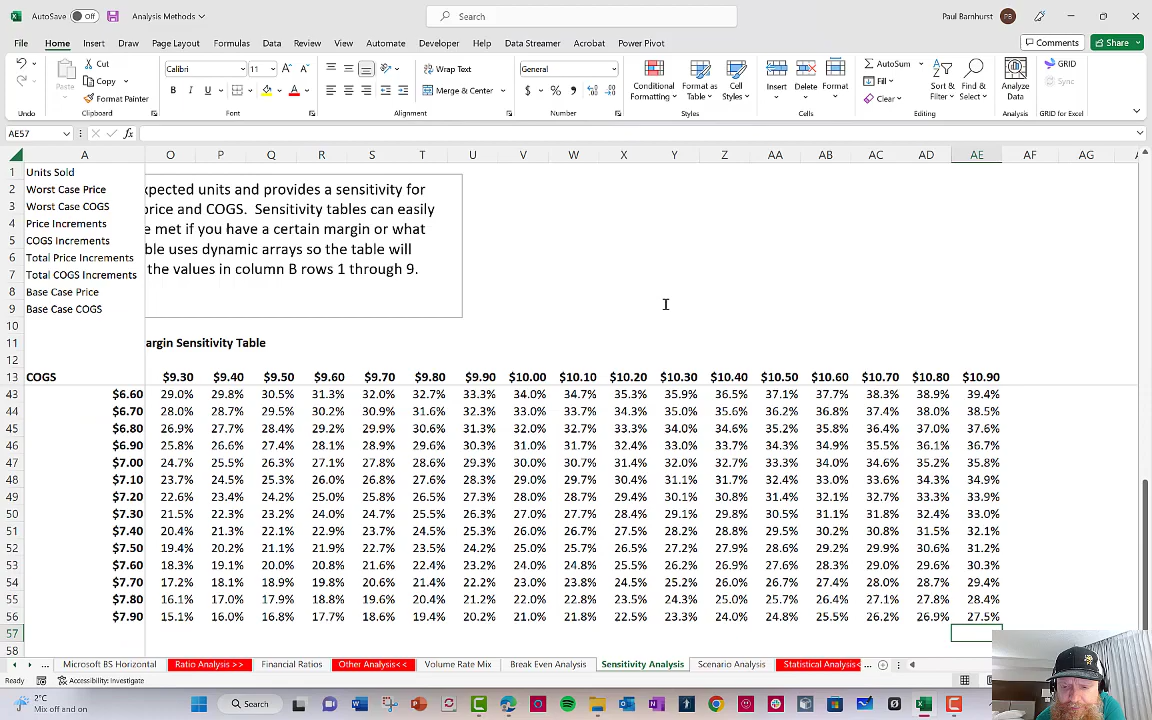 AutoSave Off Analysis Methods Search Paul Barnhurst PB
File Home Insert Draw Page Layout Formulas Data Review View Automate Developer Help Data Streamer Acrobat Power Pivot Comments Share
Undo
Paste Cut Copy Format Painter
Clipboard
Calibri 11
B I U
Font
Wrap Text
Merge & Center
Alignment
General
$ % 9
Number
Conditional Formatting Format as Table Cell Styles
Styles
Insert Delete Format
Cells
AutoSum Fill Clear
Sort & Filter Find & Select
Editing
Analyze Data
Analysis
GRID
Sync
GRID for Excel
AE57 fx
A O P Q R S T U V W X Y Z AA AB AC AD AE AF AG
1 Units Sold
2 Worst Case Price xpected units and provides a sensitivity for
3 Worst Case COGS price and COGS. Sensitivity tables can easily
4 Price Increments e met if you have a certain margin or what
5 COGS Increments ble uses dynamic arrays so the table will
6 Total Price Increments the values in column B rows 1 through 9.
7 Total COGS Increments
8 Base Case Price
9 Base Case COGS
10
11 argin Sensitivity Table
12
13 COGS $9.30 $9.40 $9.50 $9.60 $9.70 $9.80 $9.90 $10.00 $10.10 $10.20 $10.30 $10.40 $10.50 $10.60 $10.70 $10.80 $10.90
43 $6.60 29.0% 29.8% 30.5% 31.3% 32.0% 32.7% 33.3% 34.0% 34.7% 35.3% 35.9% 36.5% 37.1% 37.7% 38.3% 38.9% 39.4%
44 $6.70 28.0% 28.7% 29.5% 30.2% 30.9% 31.6% 32.3% 33.0% 33.7% 34.3% 35.0% 35.6% 36.2% 36.8% 37.4% 38.0% 38.5%
45 $6.80 26.9% 27.7% 28.4% 29.2% 29.9% 30.6% 31.3% 32.0% 32.7% 33.3% 34.0% 34.6% 35.2% 35.8% 36.4% 37.0% 37.6%
46 $6.90 25.8% 26.6% 27.4% 28.1% 28.9% 29.6% 30.3% 31.0% 31.7% 32.4% 33.0% 33.7% 34.3% 34.9% 35.5% 36.1% 36.7%
47 $7.00 24.7% 25.5% 26.3% 27.1% 27.8% 28.6% 29.3% 30.0% 30.7% 31.4% 32.0% 32.7% 33.3% 34.0% 34.6% 35.2% 35.8%
48 $7.10 23.7% 24.5% 25.3% 26.0% 26.8% 27.6% 28.3% 29.0% 29.7% 30.4% 31.1% 31.7% 32.4% 33.0% 33.6% 34.3% 34.9%
49 $7.20 22.6% 23.4% 24.2% 25.0% 25.8% 26.5% 27.3% 28.0% 28.7% 29.4% 30.1% 30.8% 31.4% 32.1% 32.7% 33.3% 33.9%
50 $7.30 21.5% 22.3% 23.2% 24.0% 24.7% 25.5% 26.3% 27.0% 27.7% 28.4% 29.1% 29.8% 30.5% 31.1% 31.8% 32.4% 33.0%
51 $7.40 20.4% 21.3% 22.1% 22.9% 23.7% 24.5% 25.3% 26.0% 26.7% 27.5% 28.2% 28.8% 29.5% 30.2% 30.8% 31.5% 32.1%
52 $7.50 19.4% 20.2% 21.1% 21.9% 22.7% 23.5% 24.2% 25.0% 25.7% 26.5% 27.2% 27.9% 28.6% 29.2% 29.9% 30.6% 31.2%
53 $7.60 18.3% 19.1% 20.0% 20.8% 21.6% 22.4% 23.2% 24.0% 24.8% 25.5% 26.2% 26.9% 27.6% 28.3% 29.0% 29.6% 30.3%
54 $7.70 17.2% 18.1% 18.9% 19.8% 20.6% 21.4% 22.2% 23.0% 23.8% 24.5% 25.2% 26.0% 26.7% 27.4% 28.0% 28.7% 29.4%
55 $7.80 16.1% 17.0% 17.9% 18.8% 19.6% 20.4% 21.2% 22.0% 22.8% 23.5% 24.3% 25.0% 25.7% 26.4% 27.1% 27.8% 28.4%
56 $7.90 15.1% 16.0% 16.8% 17.7% 18.6% 19.4% 20.2% 21.0% 21.8% 22.5% 23.3% 24.0% 24.8% 25.5% 26.2% 26.9% 27.5%
57
58
... Microsoft BS Horizontal Ratio Analysis >> Financial Ratios Other Analysis<< Volume Rate Mix Break Even Analysis Sensitivity Analysis Scenario Analysis Statistical Analysis< ...
Ready Accessibility: Investigate
2°C
Mix off and on Search